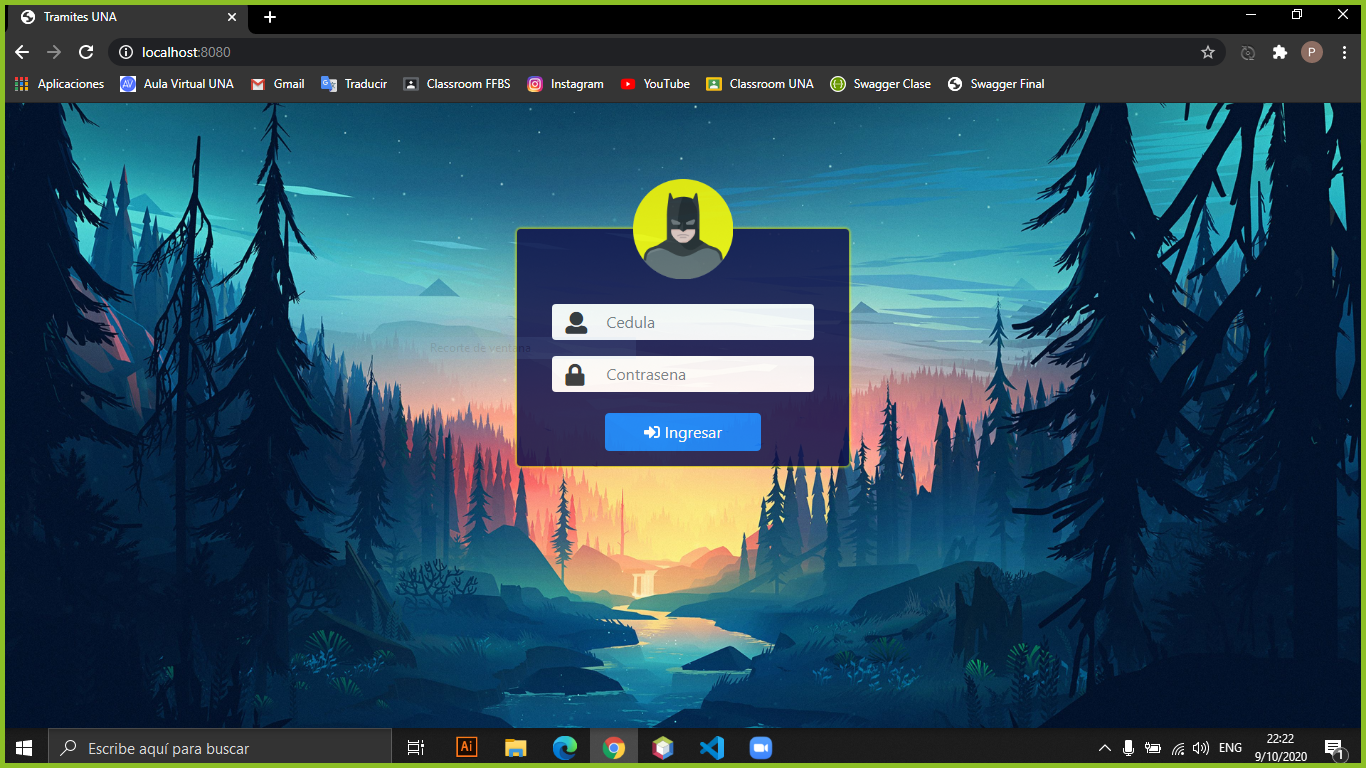 Tramites UNA
localhost:8080
P
Aplicaciones
AV Aula Virtual UNA
Gmail
Traducir
Classroom FFBS
Instagram
YouTube
Classroom UNA
Swagger Clase
Swagger Final
Cedula
Recorte de ventana
Contrasena
Ingresar
Escribe aquí para buscar
Ai
ENG
22:22
9/10/2020
1